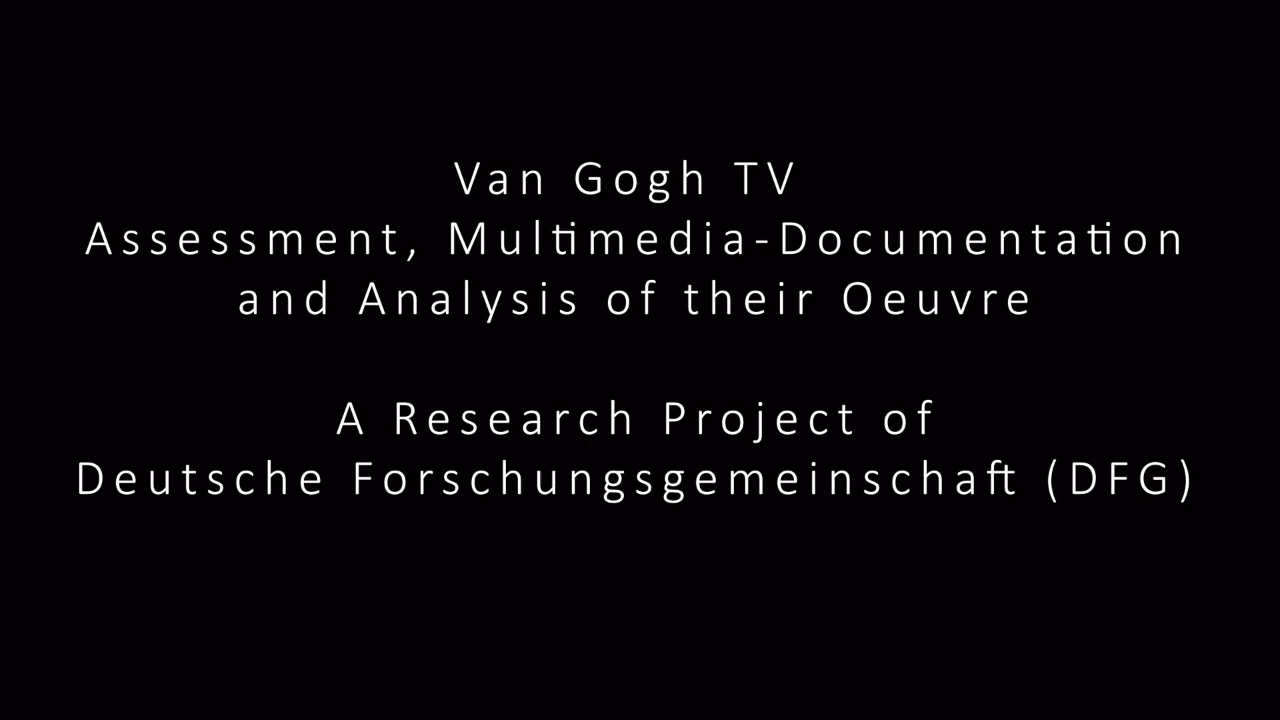 Van Gogh TV
Assessment, Multimedia-Documentation
and Analysis of their Oeuvre
A Research Project of
Deutsche Forschungsgemeinschaft (DFG)